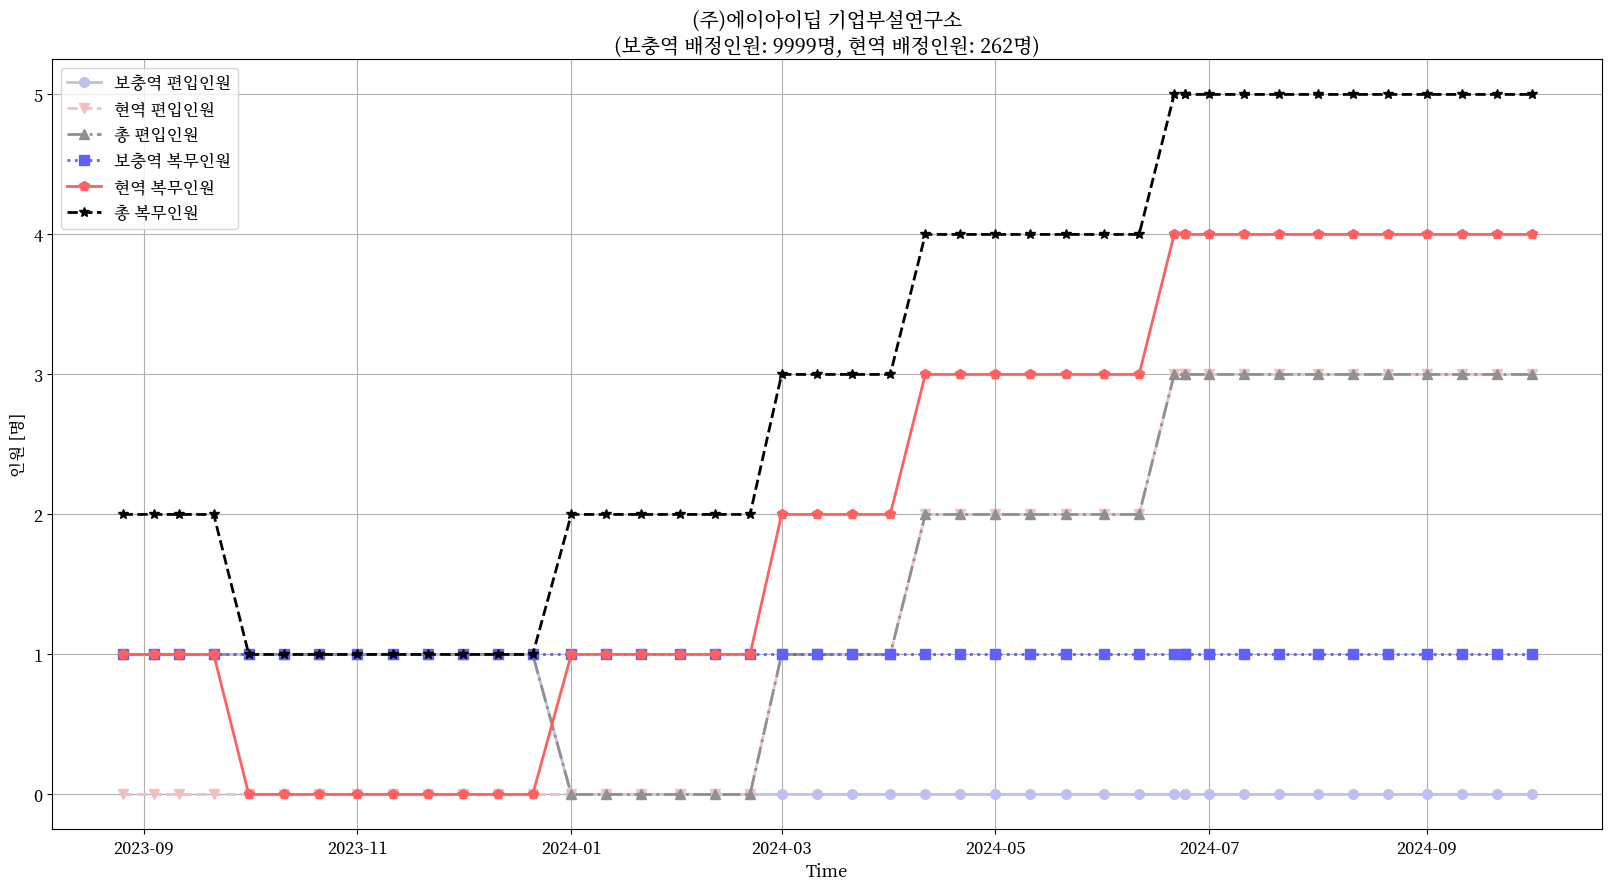 (주)에이아이딥 기업부설연구소
(보충역 배정인원: 9999명, 현역 배정인원: 262명)
보충역 편입인원
현역 편입인원
총 편입인원
보충역 복무인원
현역 복무인원
총 복무인원
5
4
3
2
1
0
인원 [명]
2023-09
2023-11
2024-01
2024-03
2024-05
2024-07
2024-09
Time